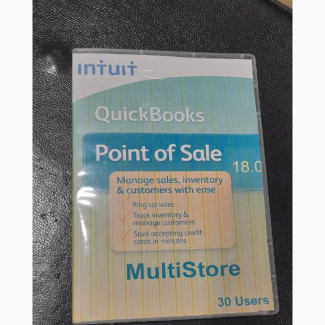 intuit
QuickBooks
Point of Sale
18.0
Manage sales, inventory
& customers with ease
Ring up sales
Track inventory &
manage customers
Start accepting credit
cards in minutes
MultiStore
30 Users